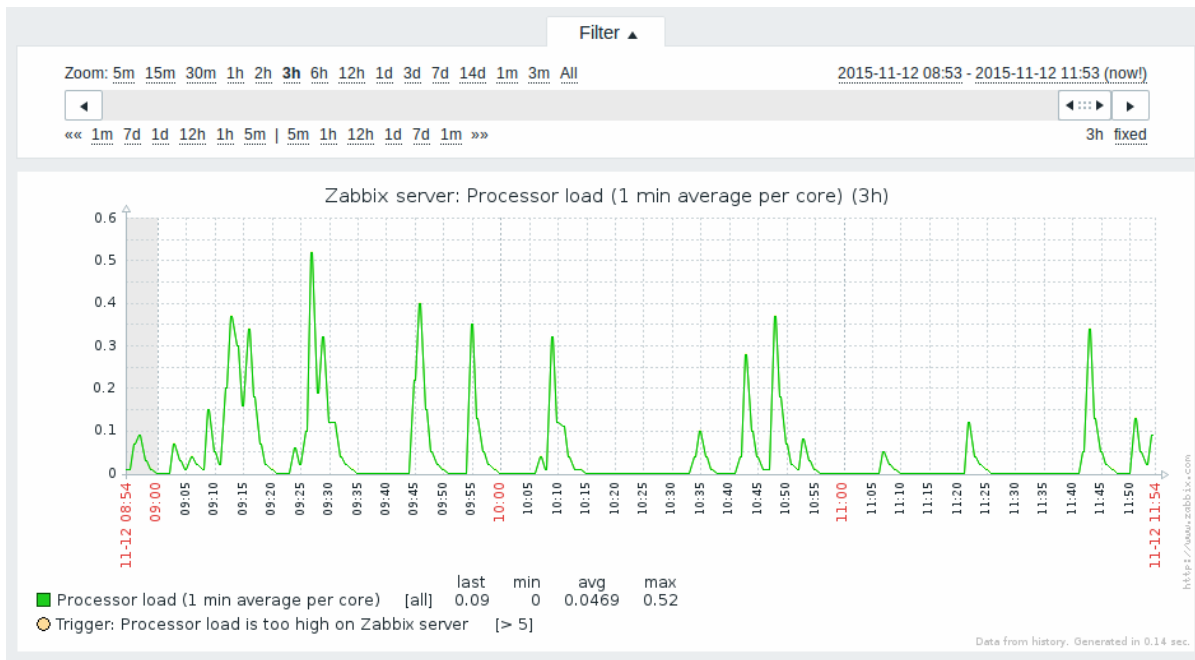 Filter ▲
Zoom: 5m 15m 30m 1h 2h 3h 6h 12h 1d 3d 7d 14d 1m 3m All 2015-11-12 08:53 - 2015-11-12 11:53 (now!)
«« 1m 7d 1d 12h 1h 5m | 5m 1h 12h 1d 7d 1m »» 3h fixed
Zabbix server: Processor load (1 min average per core) (3h)
0.6
0.5
0.4
0.3
0.2
0.1
0
11-12 08:54 09:00 09:05 09:10 09:15 09:20 09:25 09:30 09:35 09:40 09:45 09:50 09:55 10:00 10:05 10:10 10:15 10:20 10:25 10:30 10:35 10:40 10:45 10:50 10:55 11:00 11:05 11:10 11:15 11:20 11:25 11:30 11:35 11:40 11:45 11:50 11-12 11:54
http://www.zabbix.com
last min avg max
Processor load (1 min average per core) [all] 0.09 0 0.0469 0.52
Trigger: Processor load is too high on Zabbix server [> 5]
Data from history. Generated in 0.14 sec.